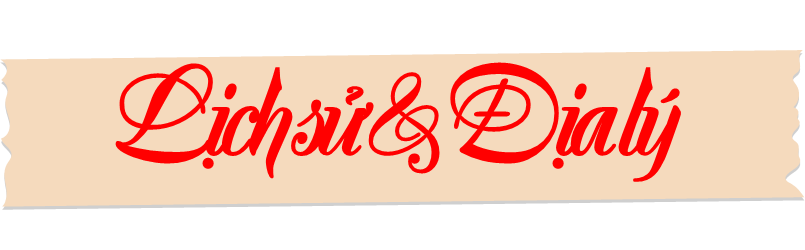 Lịch sử & Địa lý